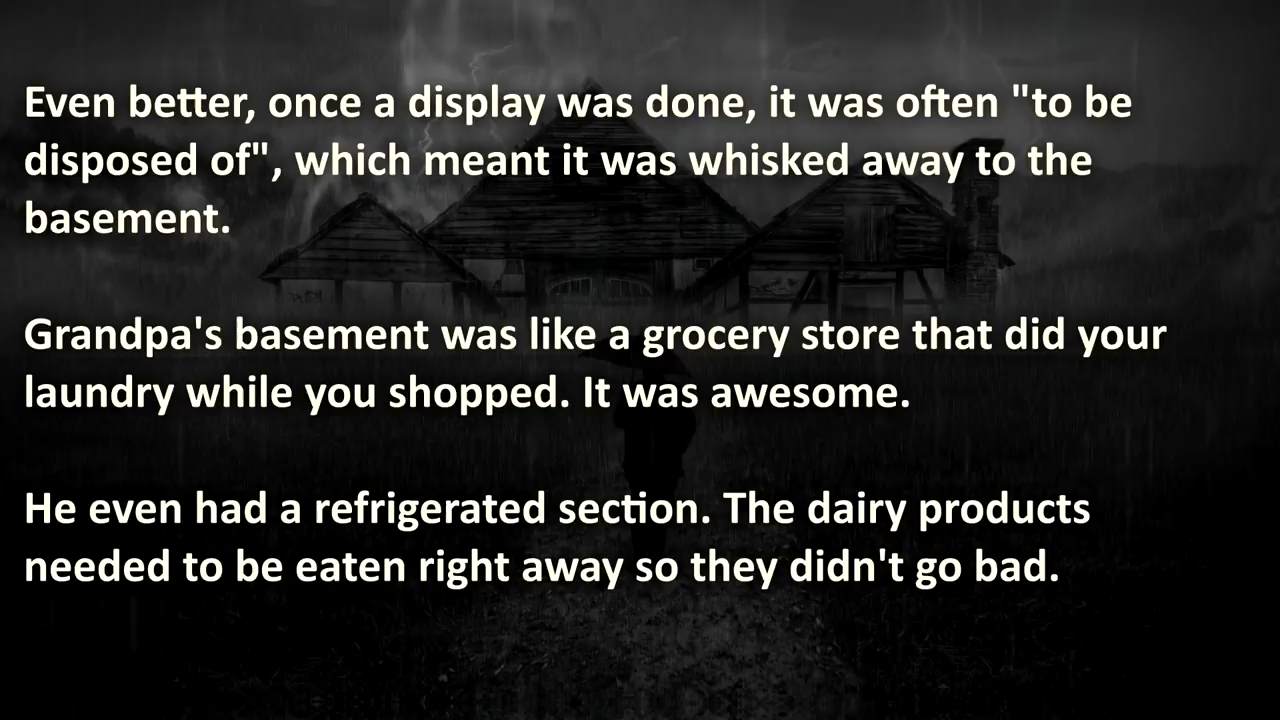 Even better, once a display was done, it was often "to be
disposed of", which meant it was whisked away to the
basement.
Grandpa's basement was like a grocery store that did your
laundry while you shopped. It was awesome.
He even had a refrigerated section. The dairy products
needed to be eaten right away so they didn't go bad.